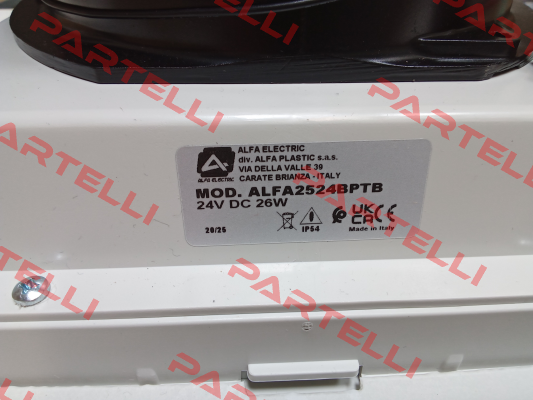 PARTELLI
ALFA ELECTRIC
div. ALFA PLASTIC s.a.s.
VIA DELLA VALLE 39
CARATE BRIANZA - ITALY
ALFA ELECTRIC
MOD. ALFA2524BPTB
24V DC 26W
20/25
IP54
UK
CA
CE
Made in Italy
PARTELLI
PARTELLI
PARTELLI
PARTELLI